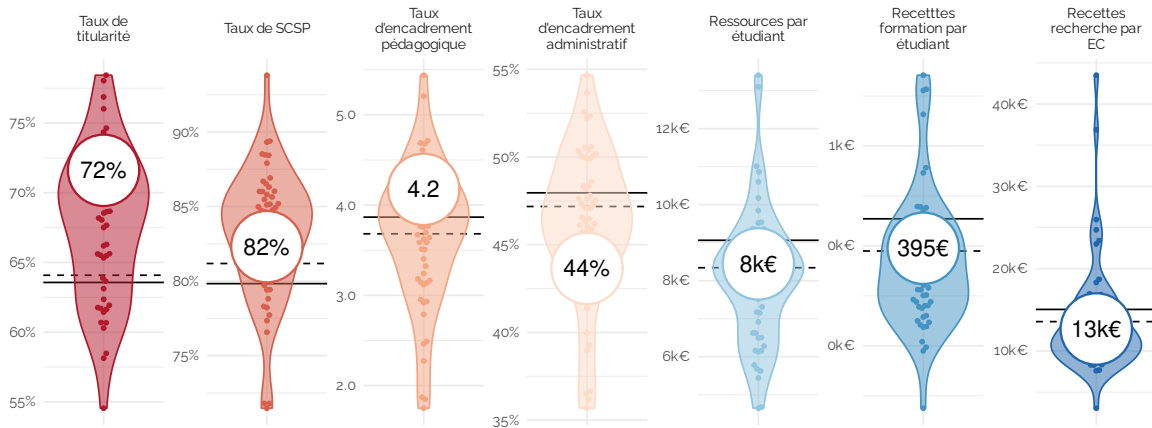 Taux de
titularité
75%
70%
65%
60%
55%
72%
Taux de SCSP
90%
85%
80%
75%
82%
Taux
d'encadrement
pédagogique
5.0
4.0
3.0
2.0
4.2
Taux
d'encadrement
administratif
55%
50%
45%
40%
35%
44%
Ressources par
étudiant
12k€
10k€
8k€
6k€
8k€
Recetttes
formation par
étudiant
1k€
0k€
0k€
395€
Recettes
recherche par
EC
40k€
30k€
20k€
10k€
13k€